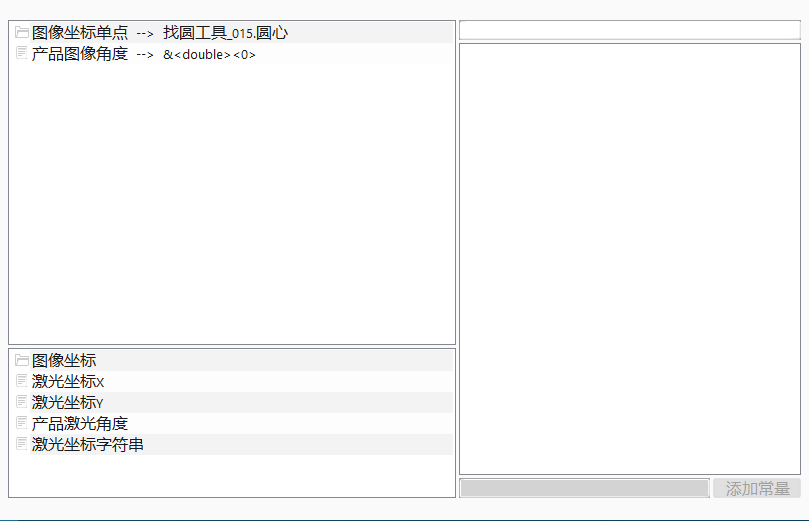 图像坐标单点 --> 找圆工具_015.圆心
产品图像角度 --> &<double><0>
图像坐标
激光坐标X
激光坐标Y
产品激光角度
激光坐标字符串
添加常量